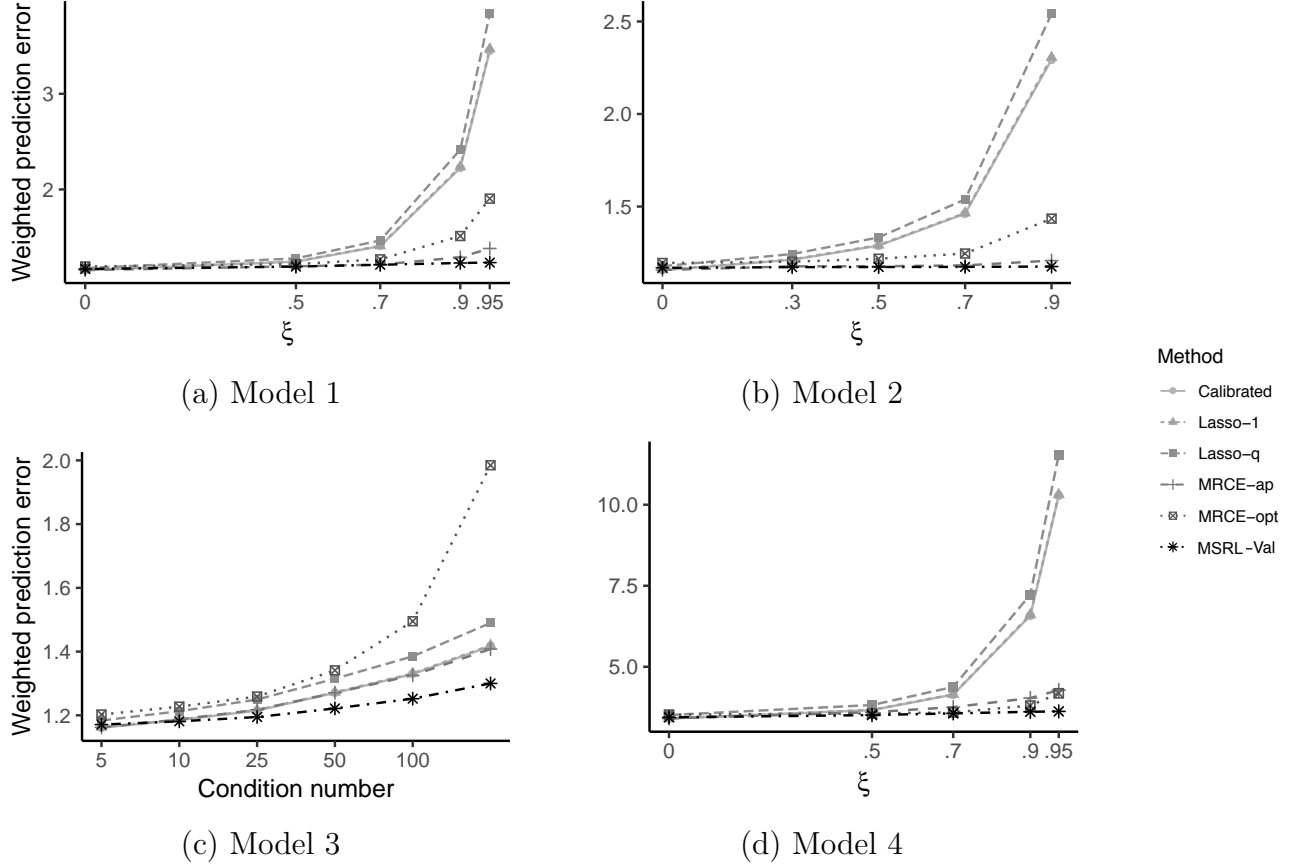 Weighted prediction error
3
2
0
.5
.7
.9
.95
ξ
(a) Model 1
2.5
2.0
1.5
0
.3
.5
.7
.9
ξ
(b) Model 2
Weighted prediction error
2.0
1.8
1.6
1.4
1.2
5
10
25
50
100
Condition number
(c) Model 3
10.0
7.5
5.0
0
.5
.7
.9
.95
ξ
(d) Model 4
Method
Calibrated
Lasso-1
Lasso-q
MRCE-ap
MRCE-opt
MSRL-Val